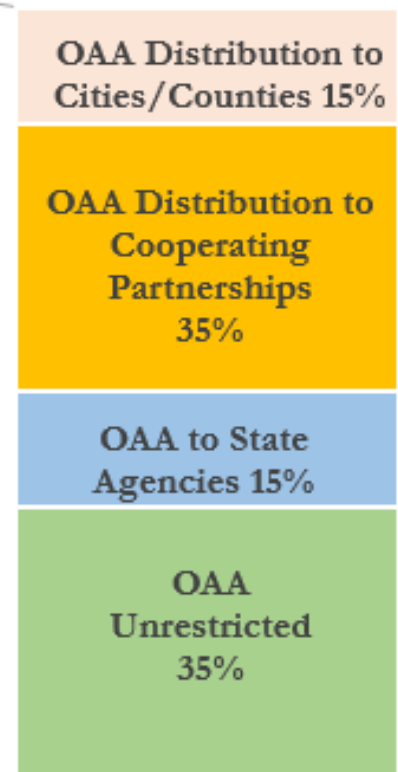 OAA Distribution to
Cities/Counties 15%
OAA Distribution to
Cooperating
Partnerships
35%
OAA to State
Agencies 15%
OAA
Unrestricted
35%